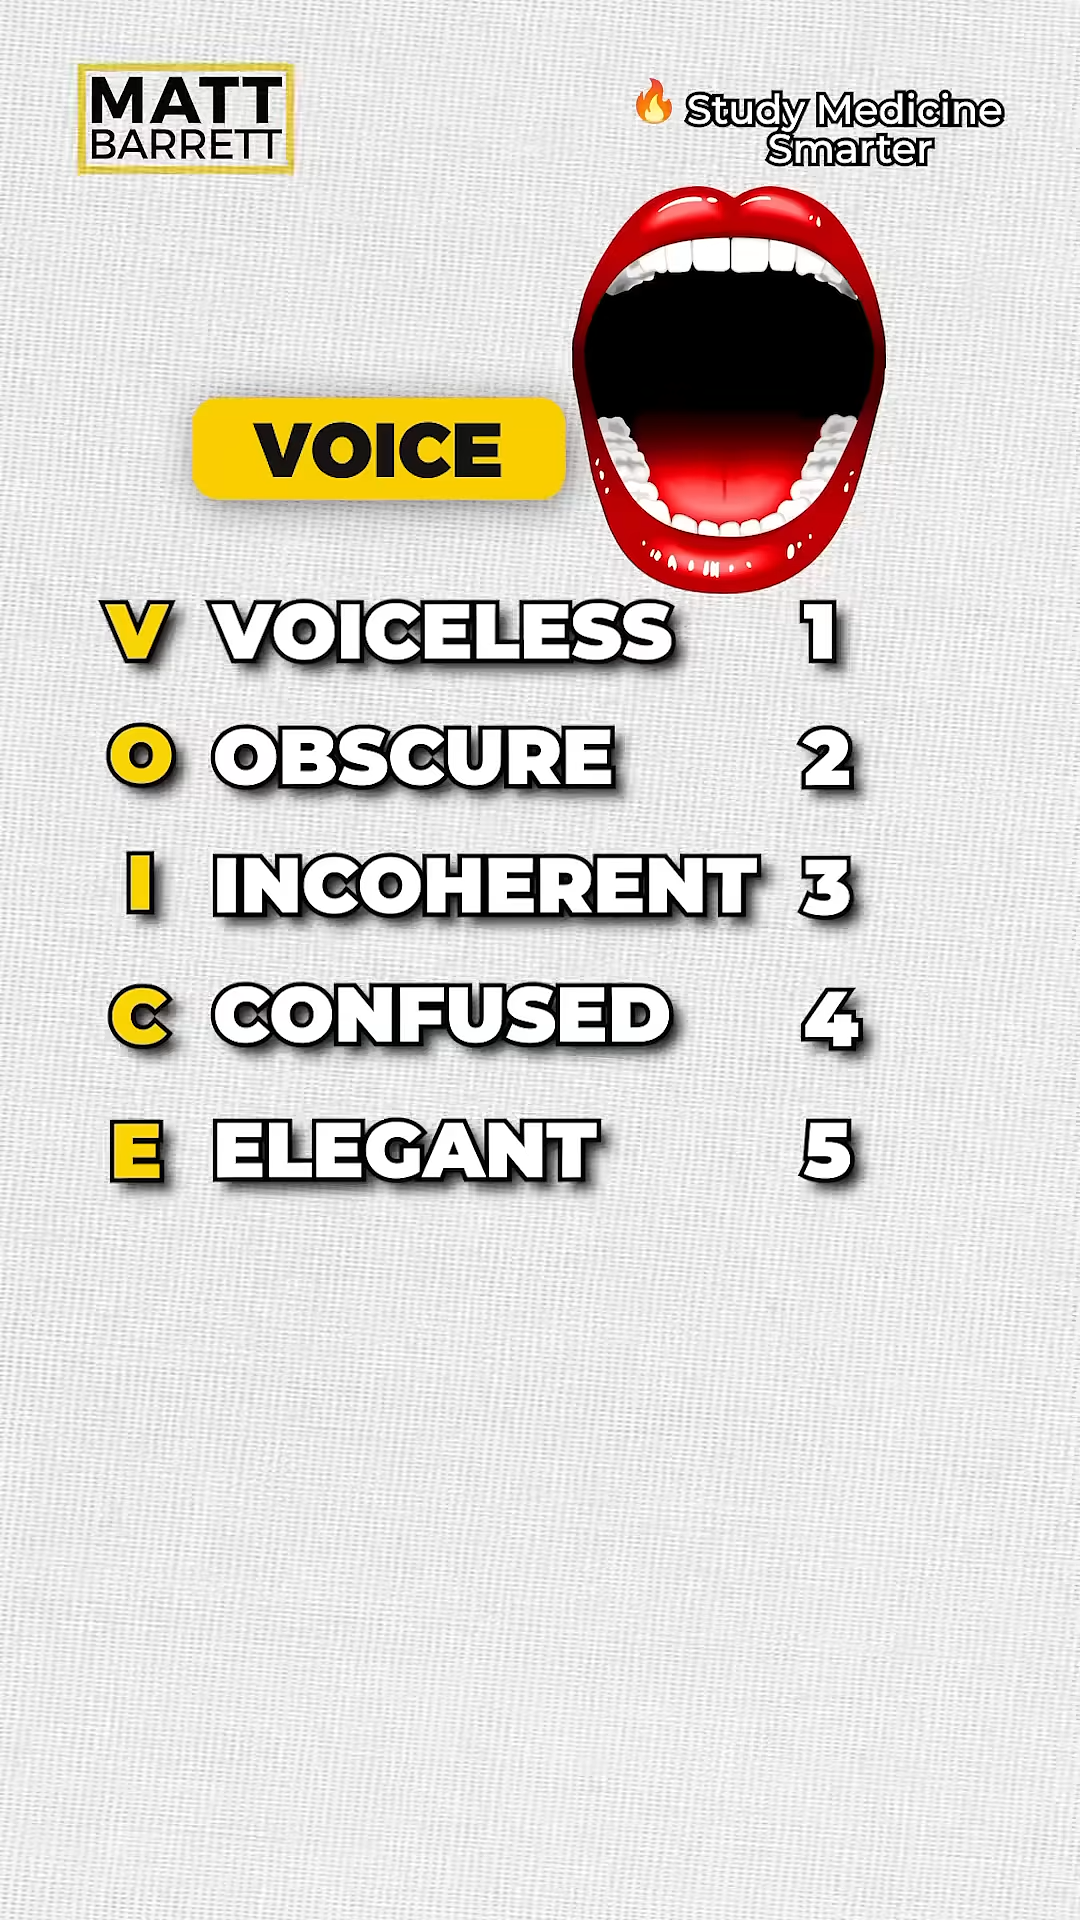 MATT
BARRETT
🔥 Study Medicine
Smarter
VOICE
V VOICELESS 1
O OBSCURE 2
I INCOHERENT 3
C CONFUSED 4
E ELEGANT 5